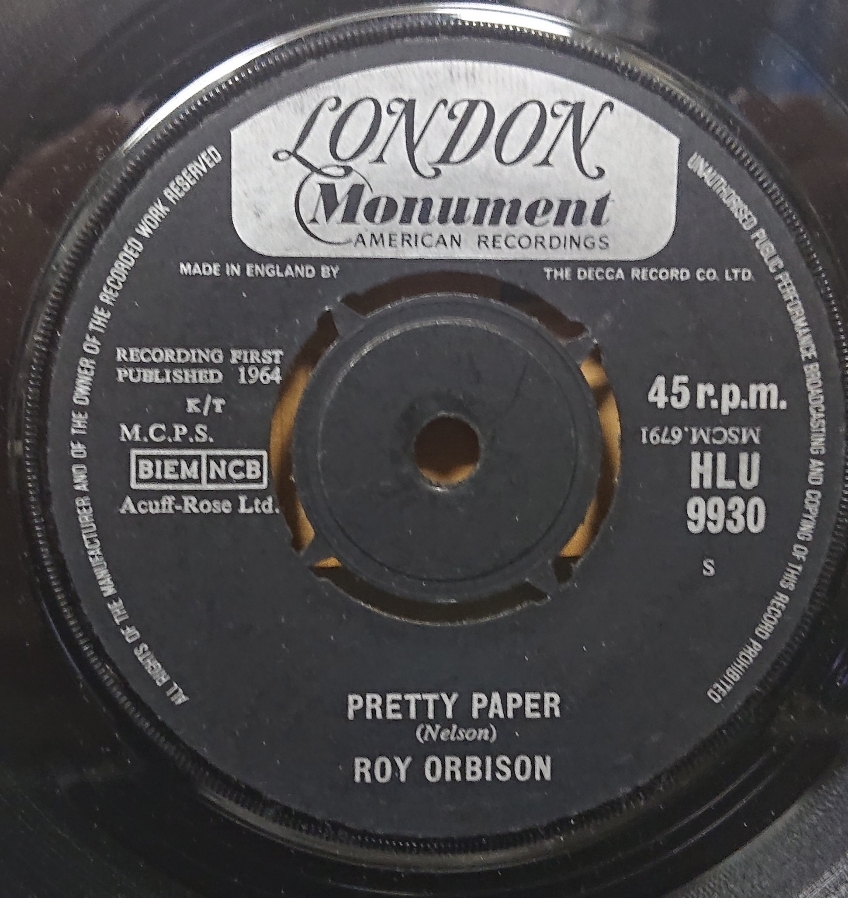 LONDON
Monument
AMERICAN RECORDINGS
MADE IN ENGLAND BY THE DECCA RECORD CO. LTD.
ALL RIGHTS OF THE MANUFACTURER AND OF THE OWNER OF THE RECORDED WORK RESERVED
UNAUTHORISED PUBLIC PERFORMANCE BROADCASTING AND COPYING OF THIS RECORD PROHIBITED
RECORDING FIRST
PUBLISHED 1964
K/T
M.C.P.S.
BIEM NCB
Acuff-Rose Ltd.
45 r.p.m.
MSCM.6791
HLU
9930
S
PRETTY PAPER
(Nelson)
ROY ORBISON